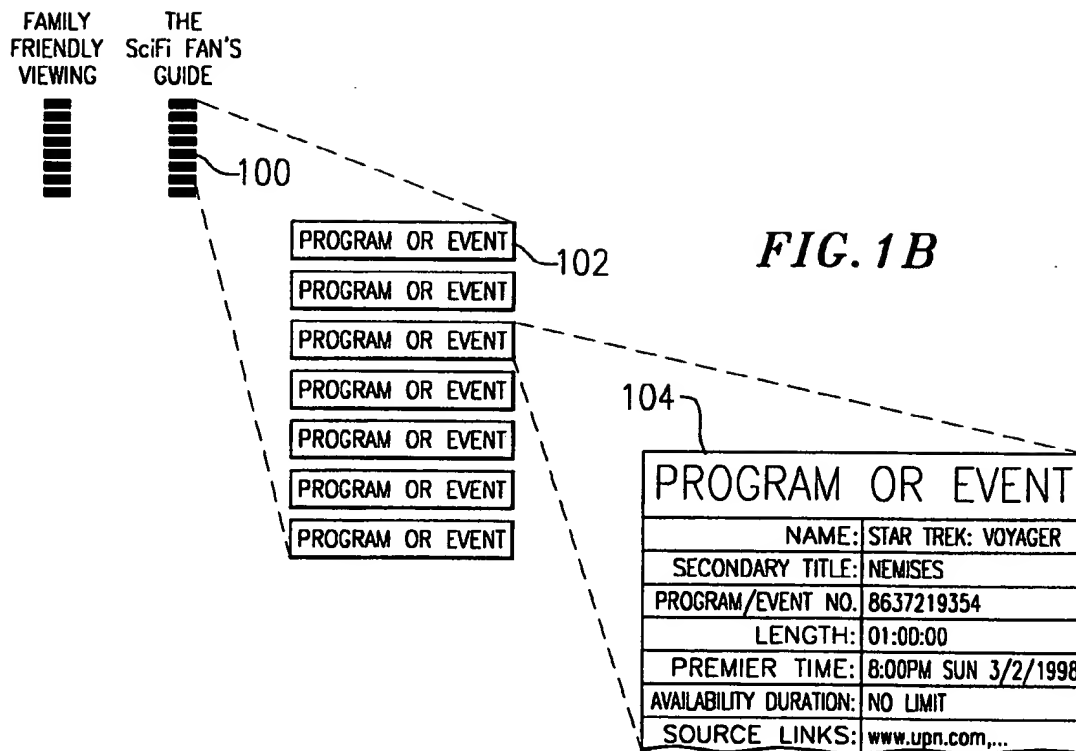 FAMILY
FRIENDLY
VIEWING
THE
SciFi FAN'S
GUIDE
100
PROGRAM OR EVENT
102
PROGRAM OR EVENT
PROGRAM OR EVENT
PROGRAM OR EVENT
PROGRAM OR EVENT
PROGRAM OR EVENT
PROGRAM OR EVENT
FIG. 1B
104
PROGRAM OR EVENT
NAME: STAR TREK: VOYAGER
SECONDARY TITLE: NEMISES
PROGRAM/EVENT NO. 8637219354
LENGTH: 01:00:00
PREMIER TIME: 8:00PM SUN 3/2/1998
AVAILABILITY DURATION: NO LIMIT
SOURCE LINKS: www.upn.com,...